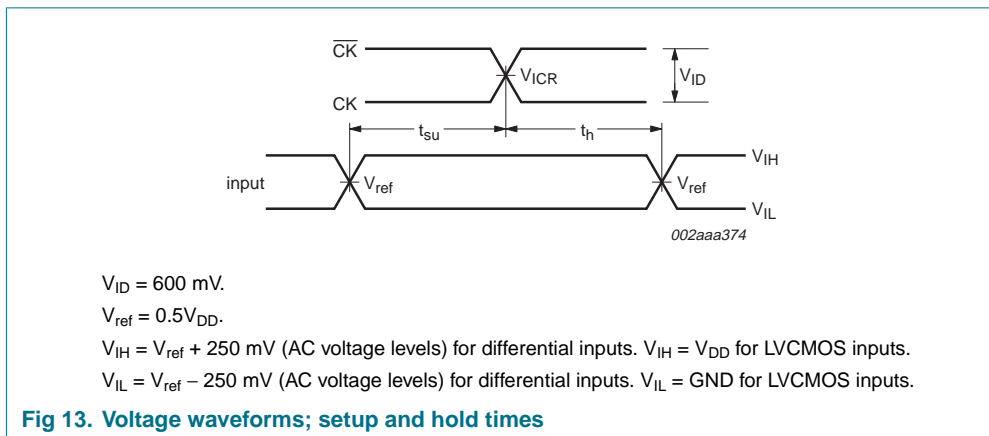 C̅K̅
V_ICR
V_ID
CK
t_su
t_h
V_IH
input
V_ref
V_ref
V_IL
002aaa374
V_ID = 600 mV.
V_ref = 0.5V_DD.
V_IH = V_ref + 250 mV (AC voltage levels) for differential inputs. V_IH = V_DD for LVCMOS inputs.
V_IL = V_ref − 250 mV (AC voltage levels) for differential inputs. V_IL = GND for LVCMOS inputs.
Fig 13. Voltage waveforms; setup and hold times